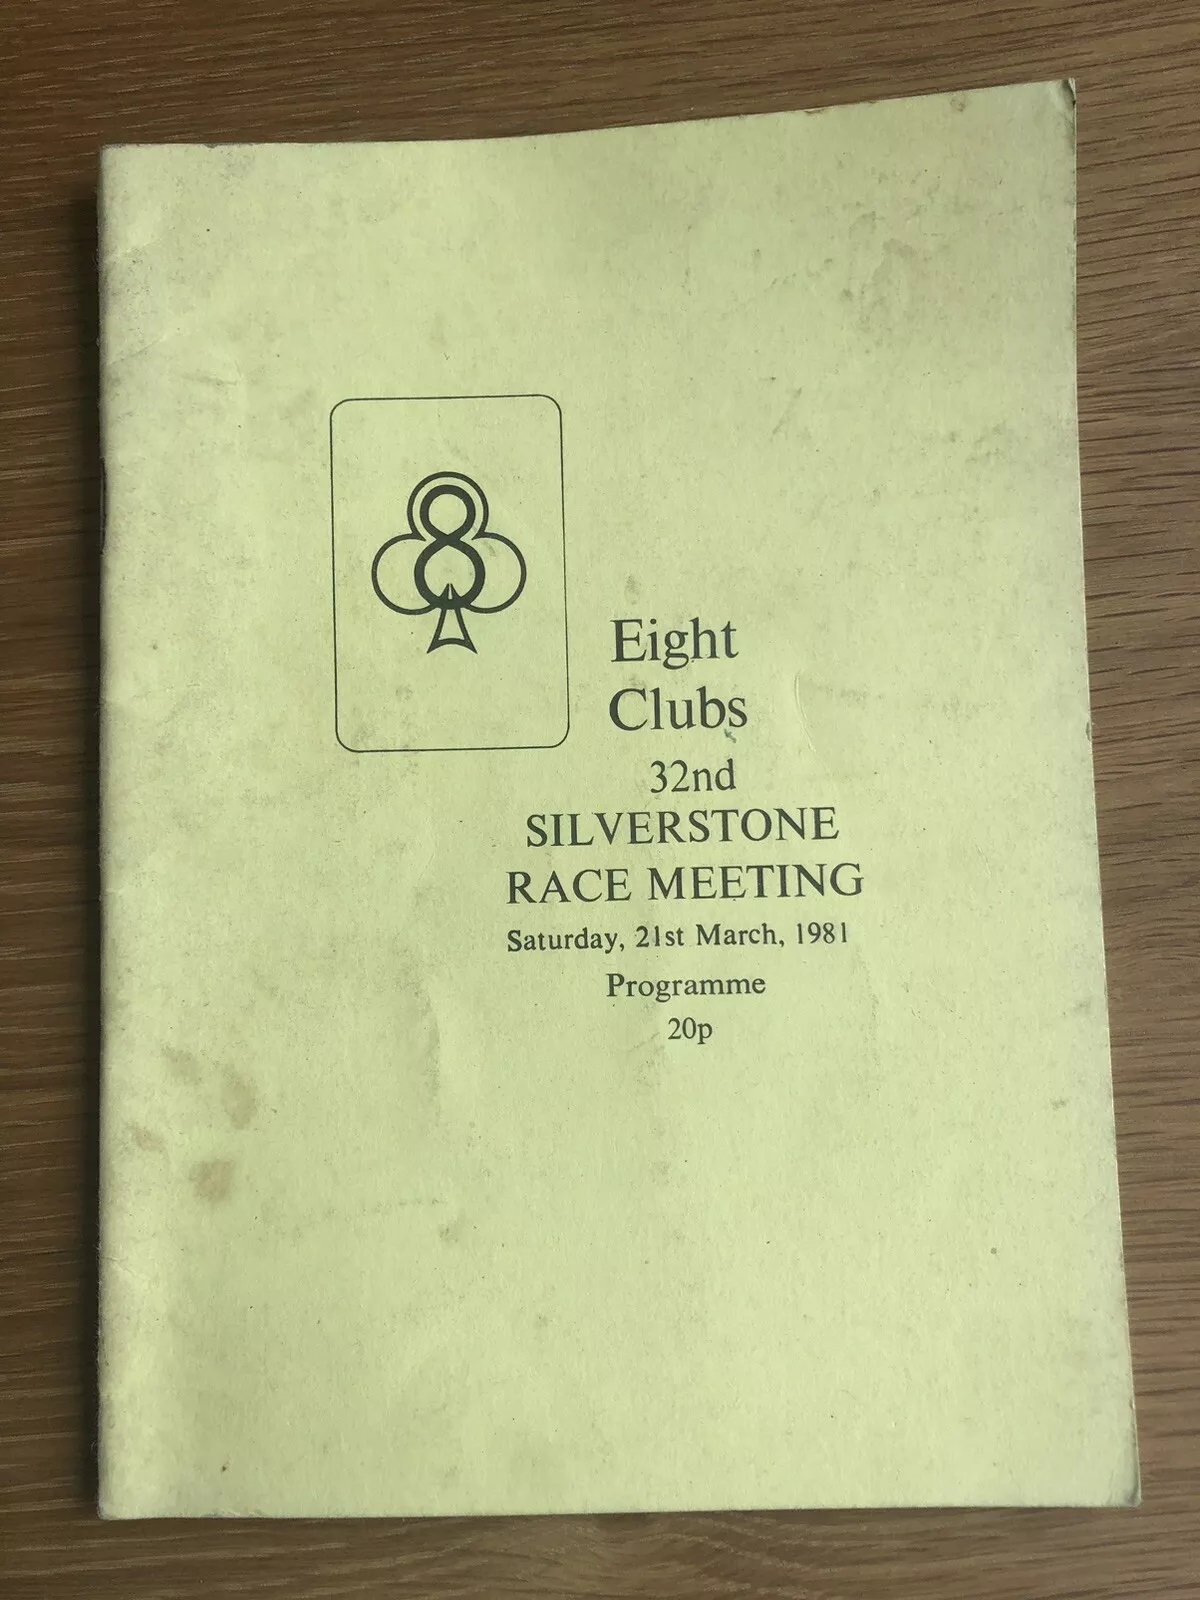 8
Eight
Clubs
32nd
SILVERSTONE
RACE MEETING
Saturday, 21st March, 1981
Programme
20p